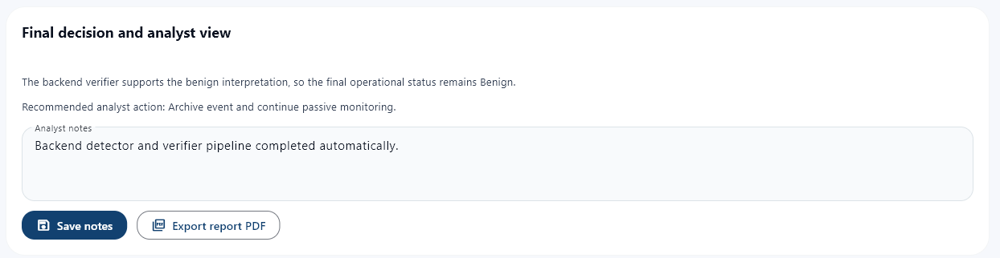 Final decision and analyst view
The backend verifier supports the benign interpretation, so the final operational status remains Benign.
Recommended analyst action: Archive event and continue passive monitoring.
Analyst notes
Backend detector and verifier pipeline completed automatically.
Save notes
PDF Export report PDF